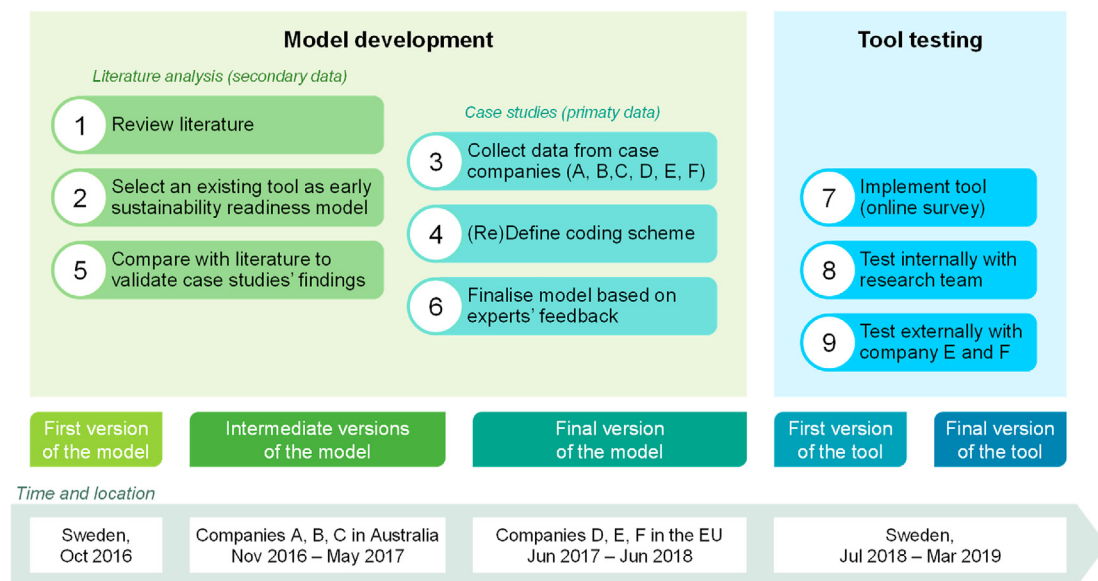 Model development
Literature analysis (secondary data)
1
Review literature
2
Select an existing tool as early
sustainability readiness model
5
Compare with literature to
validate case studies’ findings
Case studies (primaty data)
3
Collect data from case
companies (A, B,C, D, E, F)
4
(Re)Define coding scheme
6
Finalise model based on
experts’ feedback
Tool testing
7
Implement tool
(online survey)
8
Test internally with
research team
9
Test externally with
company E and F
First version
of the model
Intermediate versions
of the model
Final version
of the model
First version
of the tool
Final version
of the tool
Time and location
Sweden,
Oct 2016
Companies A, B, C in Australia
Nov 2016 – May 2017
Companies D, E, F in the EU
Jun 2017 – Jun 2018
Sweden,
Jul 2018 – Mar 2019